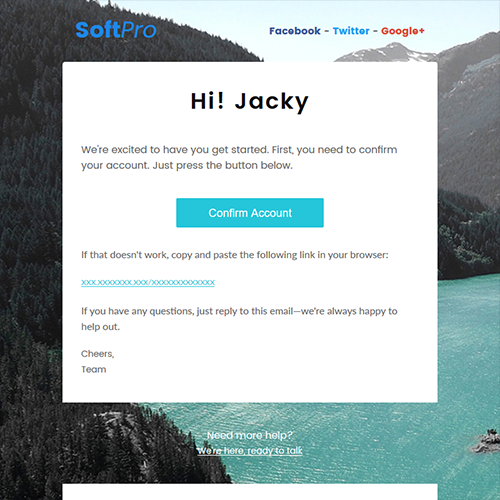 SoftPro
Facebook - Twitter - Google+
Hi! Jacky
We're excited to have you get started. First, you need to confirm
your account. Just press the button below.
Confirm Account
If that doesn't work, copy and paste the following link in your browser:
xxx.xxxxxxx.xxx/xxxxxxxxxxxxx
If you have any questions, just reply to this email—we're always happy to
help out.
Cheers,
Team
Need more help?
We're here, ready to talk